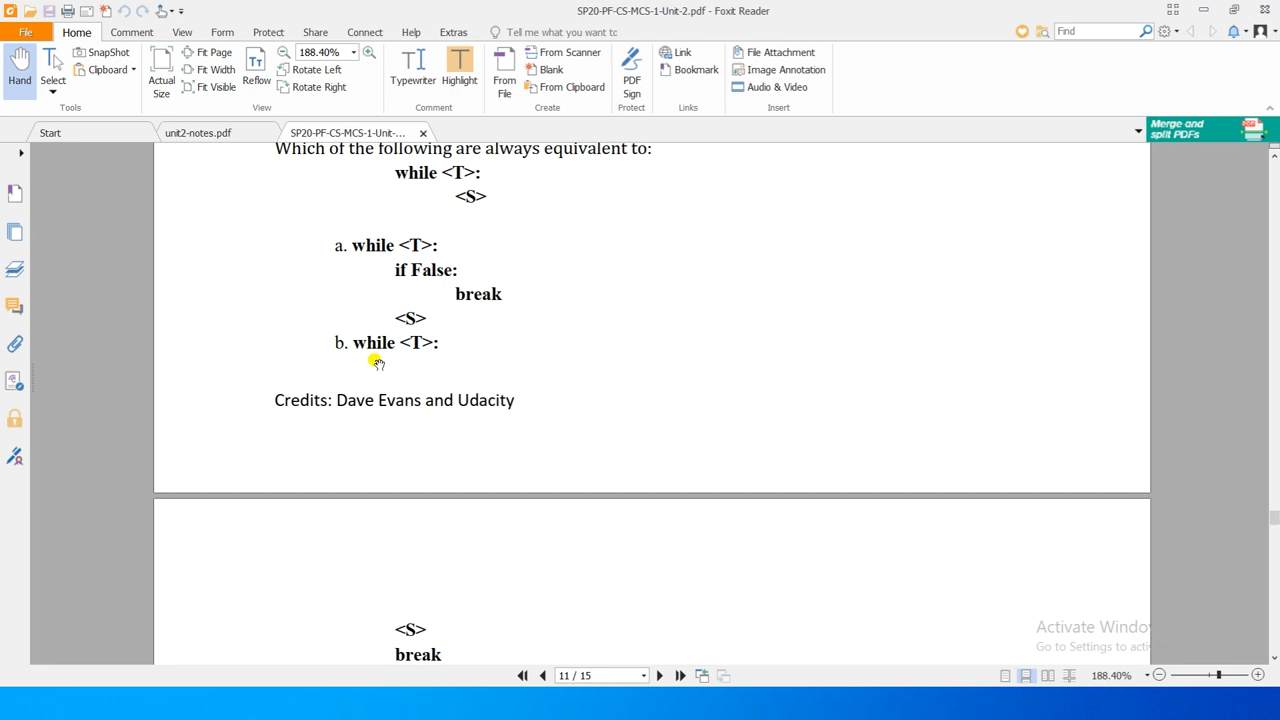 SP20-PF-CS-MCS-1-Unit-2.pdf - Foxit Reader
File Home Comment View Form Protect Share Connect Help Extras Tell me what you want to Find
Hand
Select
SnapShot
Clipboard
Tools
Actual Size
Fit Page
Fit Width
Fit Visible
Reflow
188.40%
Rotate Left
Rotate Right
View
Typewriter
Highlight
Comment
From File
From Scanner
Blank
From Clipboard
Create
PDF Sign
Protect
Link
Bookmark
Links
File Attachment
Image Annotation
Audio & Video
Insert
Start unit2-notes.pdf SP20-PF-CS-MCS-1-Unit-...
Merge and
split PDFs
Which of the following are always equivalent to:
while <T>:
<S>
a. while <T>:
if False:
break
<S>
b. while <T>:
Credits: Dave Evans and Udacity
<S>
break
Activate Windo
Go to Settings to acti
11 / 15
188.40%